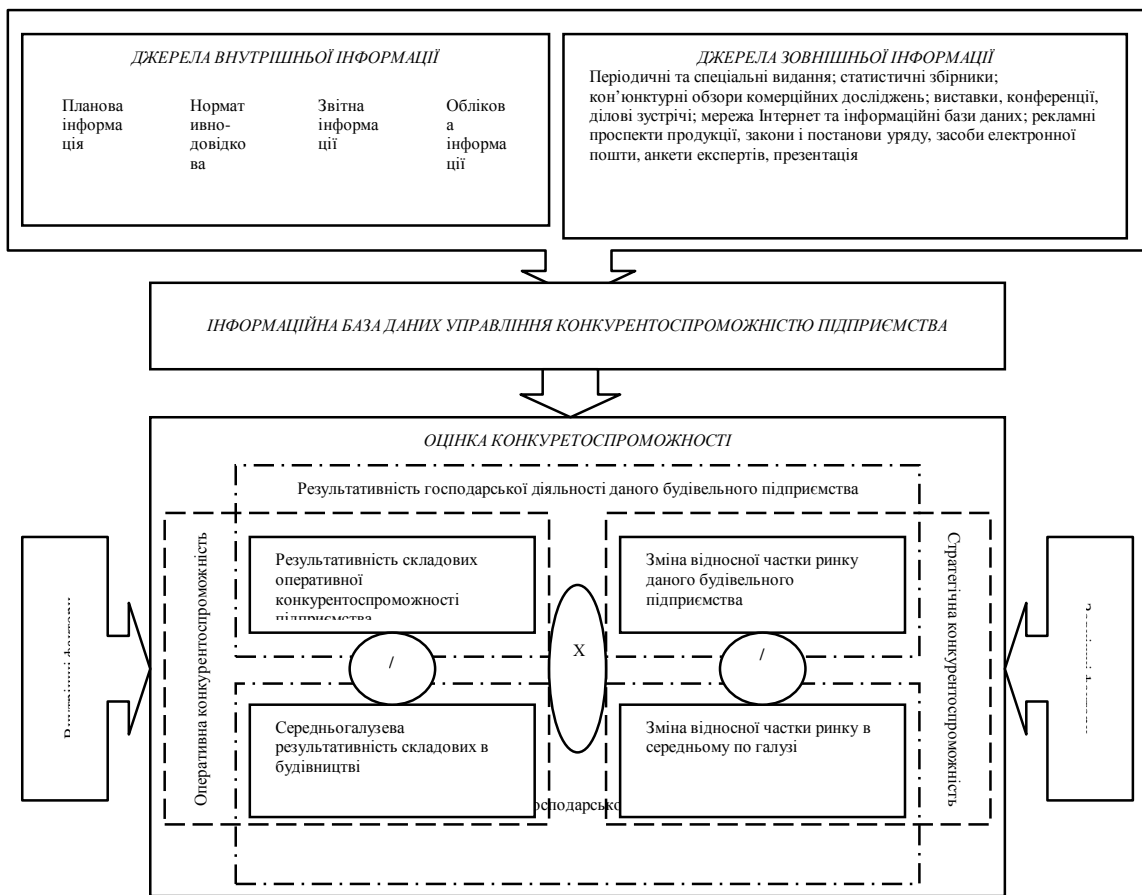 ДЖЕРЕЛА ВНУТРІШНЬОЇ ІНФОРМАЦІЇ
Планова
інформа
ція
Нормат
ивно-
довідко
ва
Звітна
інформа
ції
Обліков
а
інформа
ції
ДЖЕРЕЛА ЗОВНІШНЬОЇ ІНФОРМАЦІЇ
Періодичні та спеціальні видання; статистичні збірники;
кон’юнктурні обзори комерційних досліджень; виставки, конференції,
ділові зустрічі; мережа Інтернет та інформаційні бази даних; рекламні
проспекти продукції, закони і постанови уряду, засоби електронної
пошти, анкети експертів, презентація
ІНФОРМАЦІЙНА БАЗА ДАНИХ УПРАВЛІННЯ КОНКУРЕНТОСПРОМОЖНІСТЮ ПІДПРИЄМСТВА
ОЦІНКА КОНКУРЕТОСПРОМОЖНОСТІ
Результативність господарської діяльності даного будівельного підприємства
Оперативна конкурентоспроможність
Результативність складових
оперативної
конкурентоспроможності
підприємства
Зміна відносної частки ринку
даного будівельного
підприємства
Стратегічна конкурентоспроможність
/
X
/
Середньогалузева
результативність складових в
будівництві
Зміна відносної частки ринку в
середньому по галузі